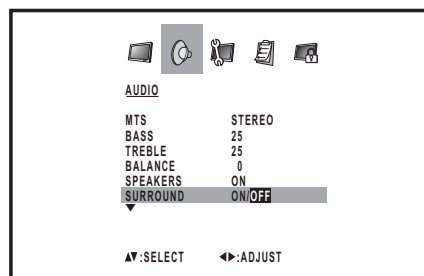 AUDIO
MTS STEREO
BASS 25
TREBLE 25
BALANCE 0
SPEAKERS ON
SURROUND ON/OFF
▼
▲▼:SELECT ◀▶:ADJUST